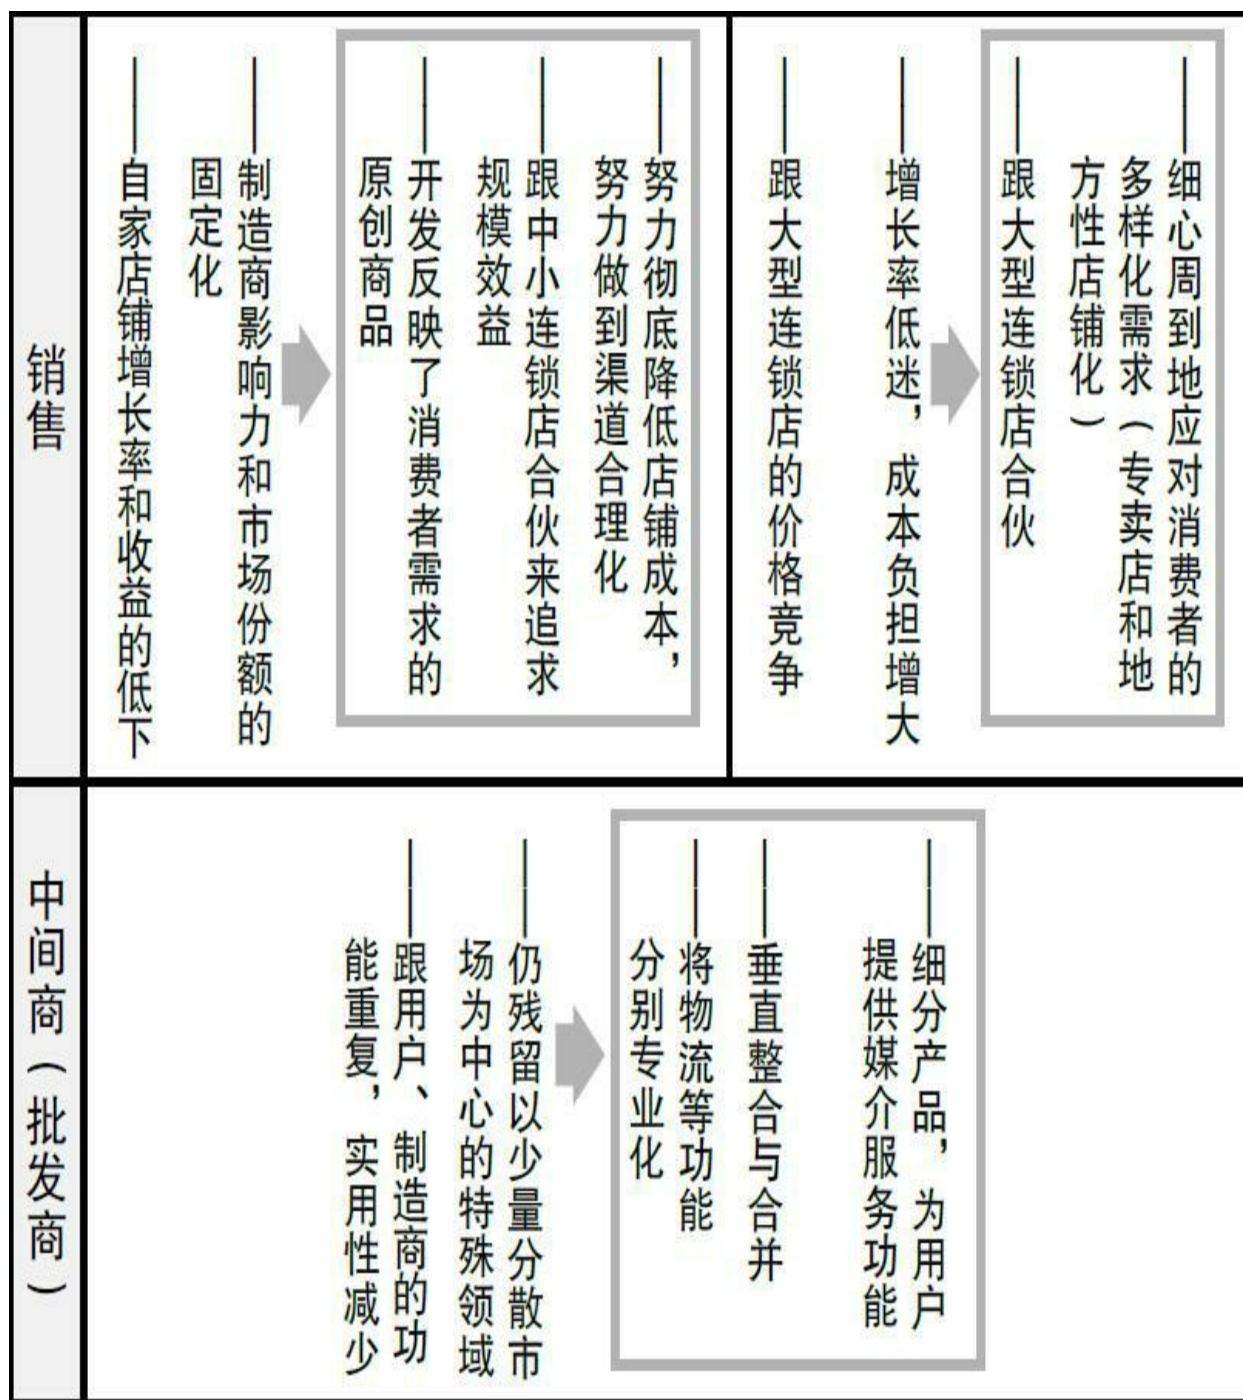 销售
——自家店铺增长率和收益的低下
——制造商影响力和市场份额的
固定化
——开发反映了消费者需求的
原创商品
——跟中小连锁店合伙来追求
规模效益
——努力彻底降低店铺成本，
努力做到渠道合理化
——跟大型连锁店的价格竞争
——增长率低迷，成本负担增大
——跟大型连锁店合伙
——细心周到地应对消费者的
多样化需求（专卖店和地
方性店铺化）
中间商（批发商）
——跟用户、制造商的功
能重复，实用性减少
——仍残留以少量分散市
场为中心的特殊领域
——将物流等功能
分别专业化
——垂直整合与合并
——细分产品，为用户
提供媒介服务功能